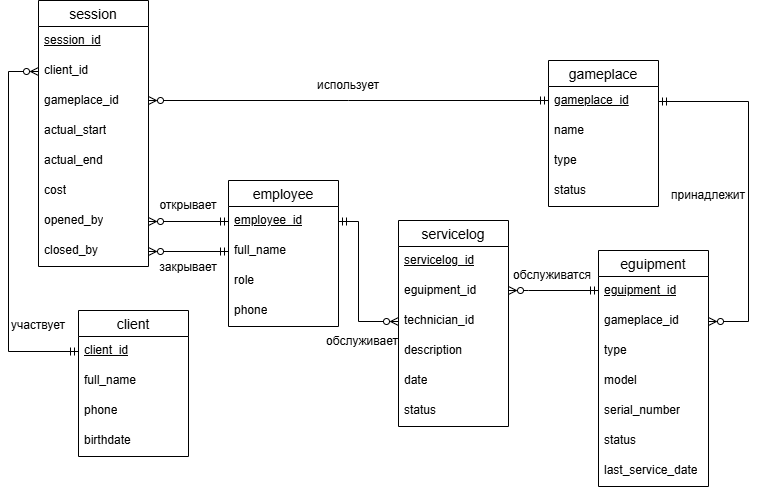 session
session_id
client_id
gameplace_id
actual_start
actual_end
cost
opened_by
closed_by
использует
gameplace
gameplace_id
name
type
status
принадлежит
открывает
закрывает
employee
employee_id
full_name
role
phone
servicelog
servicelog_id
eguipment_id
technician_id
description
date
status
обслуживатся
обслуживает
eguipment
eguipment_id
gameplace_id
type
model
serial_number
status
last_service_date
участвует
client
client_id
full_name
phone
birthdate